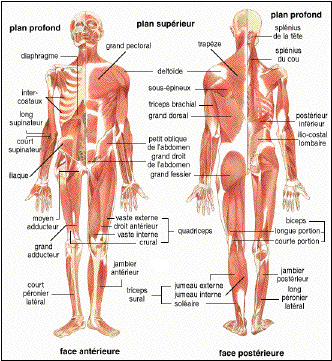 plan profond
plan supérieur
plan profond
grand pectoral
diaphragme
inter-
costaux
long
supinateur
court
supinateur
iliaque
moyen
adducteur
grand
adducteur
court
péronier
latéral
deltoïde
sous-épineux
triceps brachial
grand dorsal
petit oblique
de l'abdomen
grand droit
de l'abdomen
grand fessier
vaste externe
droit antérieur
vaste interne
crural
quadriceps
jambier
antérieur
triceps
sural
jumeau externe
jumeau interne
soléaire
trapèze
splénius
de la tête
splénius
du cou
postérieur
inférieur
ilio-costal
lombaire
biceps
longue portion
courte portion
jambier
postérieur
long
péronier
latéral
face antérieure
face postérieure